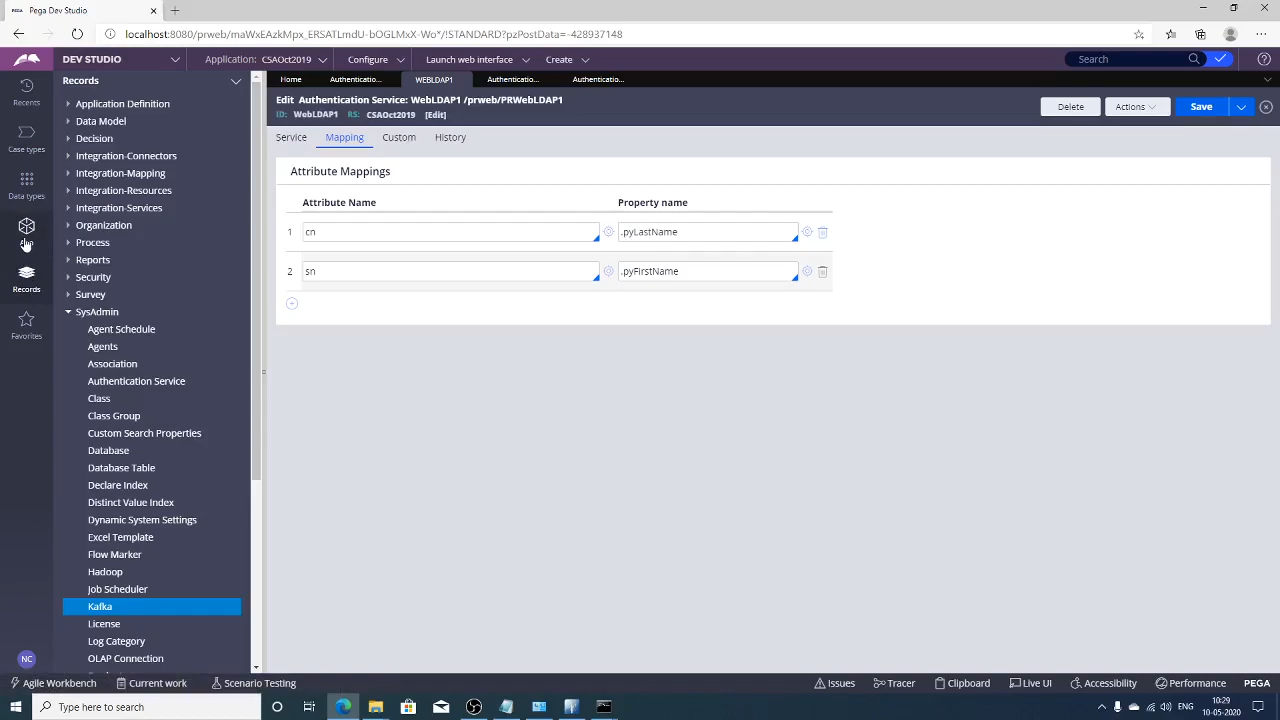 Pega Dev Studio
localhost:8080/prweb/maWxEAzkMpx_ERSATLmdU-bOGLMxX-Wo*/!STANDARD?pzPostData=-428937148
DEV STUDIO
Application: CSAOct2019
Configure
Launch web interface
Create
Search
Recents
Case types
Data types
Records
Favorites
NC
Records
Application Definition
Data Model
Decision
Integration-Connectors
Integration-Mapping
Integration-Resources
Integration-Services
Organization
Process
Reports
Security
Survey
SysAdmin
Agent Schedule
Agents
Association
Authentication Service
Class
Class Group
Custom Search Properties
Database
Database Table
Declare Index
Distinct Value Index
Dynamic System Settings
Excel Template
Flow Marker
Hadoop
Job Scheduler
Kafka
License
Log Category
OLAP Connection
Home
Authenticatio...
WEBLDAP1
Authenticatio...
Authenticatio...
Edit Authentication Service: WebLDAP1 /prweb/PRWebLDAP1
ID: WebLDAP1 RS: CSAOct2019 [Edit]
Delete
Actions
Save
Service
Mapping
Custom
History
Attribute Mappings
Attribute Name Property name
1 cn .pyLastName
2 sn .pyFirstName
Agile Workbench
Current work
Scenario Testing
Issues
Tracer
Clipboard
Live UI
Accessibility
Performance
PEGA
Type here to search
ENG
10:29
10-05-2020